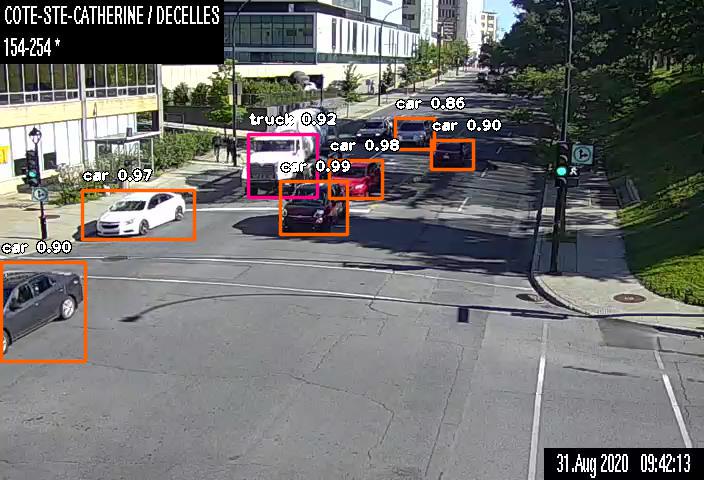 COTE-STE-CATHERINE / DECELLES
154-254 *
car 0.86
truck 0.92
car 0.90
car 0.98
car 0.99
car 0.97
car 0.90
31.Aug 2020 09:42:13